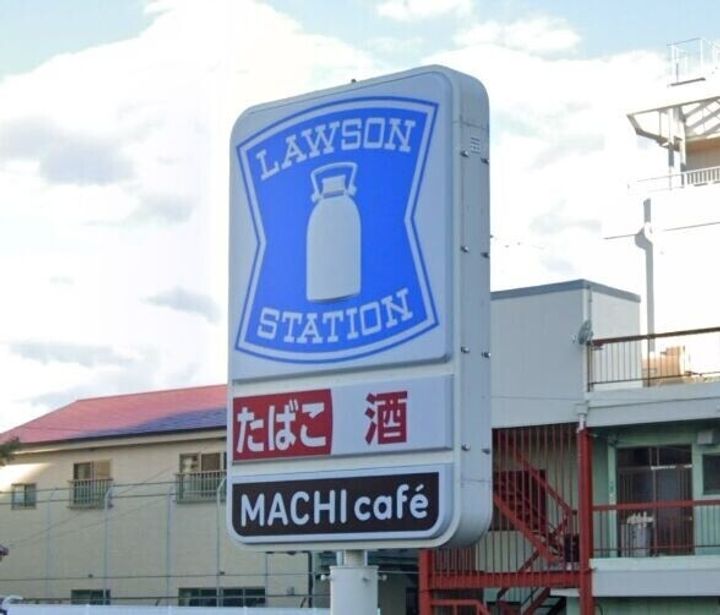 LAWSON
STATION
たばこ 酒
MACHI café